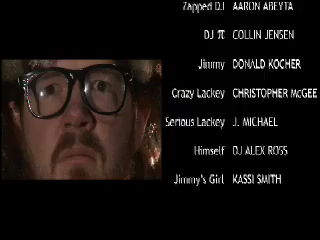 Zapped DJ AARON ABEYTA
DJ π COLLIN JENSEN
Jimmy DONALD KOCHER
Crazy Lackey CHRISTOPHER McGEE
Serious Lackey J. MICHAEL
Himself DJ ALEX ROSS
Jimmy's Girl KASSI SMITH